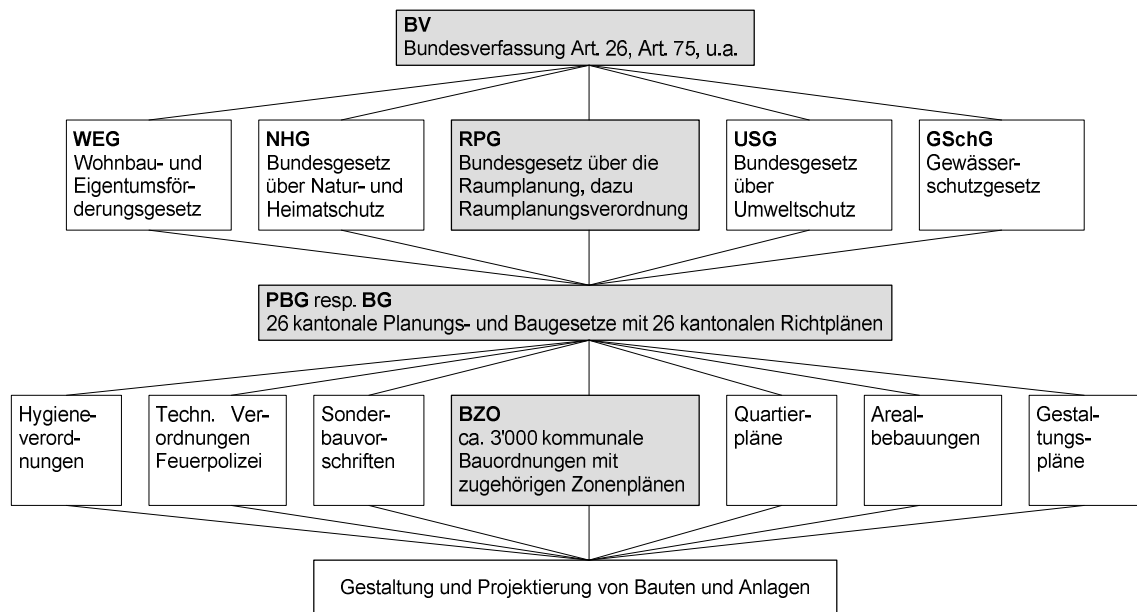 BV
Bundesverfassung Art. 26, Art. 75, u.a.
WEG
Wohnbau- und
Eigentumsför-
derungsgesetz
NHG
Bundesgesetz
über Natur- und
Heimatschutz
RPG
Bundesgesetz über die
Raumplanung, dazu
Raumplanungsverordnung
USG
Bundesgesetz
über
Umweltschutz
GSchG
Gewässer-
schutzgesetz
PBG resp. BG
26 kantonale Planungs- und Baugesetze mit 26 kantonalen Richtplänen
Hygiene-
verord-
nungen
Techn. Ver-
ordnungen
Feuerpolizei
Sonder-
bauvor-
schriften
BZO
ca. 3'000 kommunale
Bauordnungen mit
zugehörigen Zonenplänen
Quartier-
pläne
Areal-
bebauungen
Gestal-
tungs-
pläne
Gestaltung und Projektierung von Bauten und Anlagen